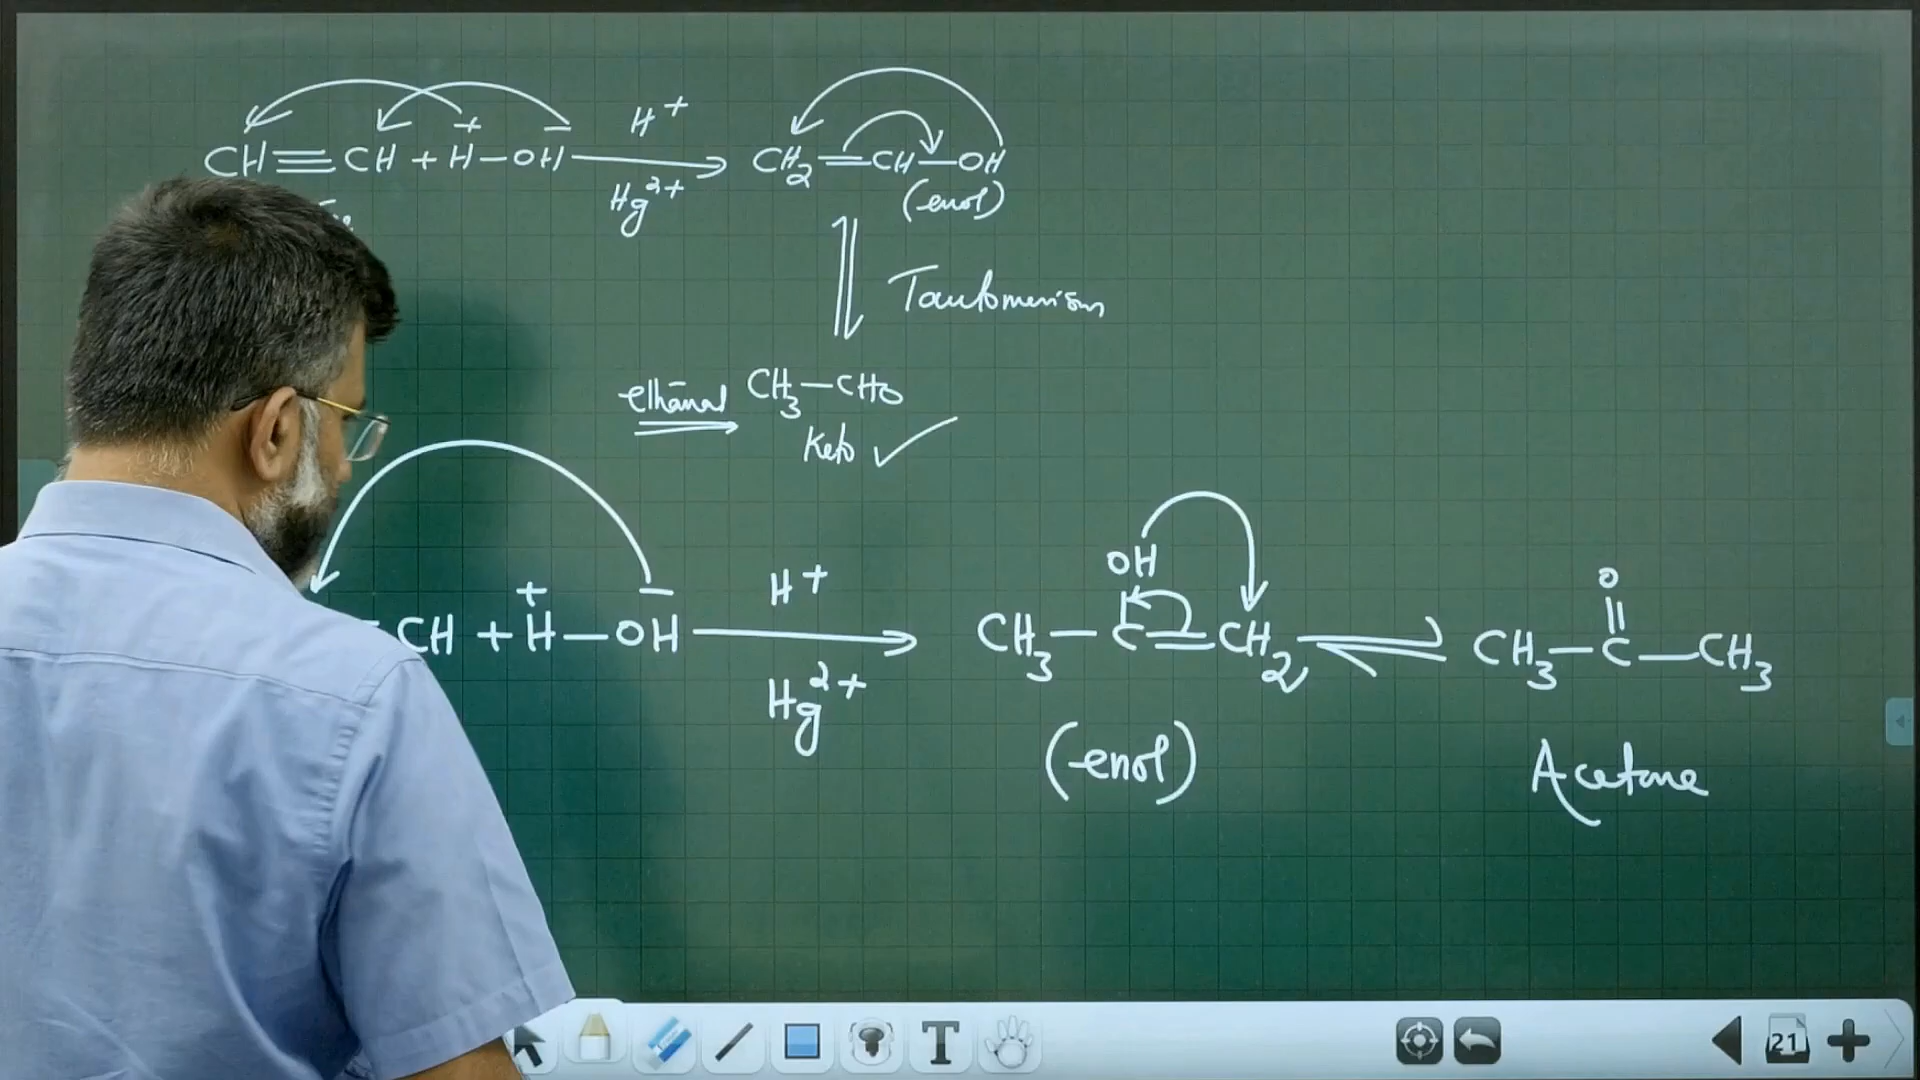 H+
CH≡CH + H+—OH- → CH2=CH—OH
Hg2+ (enol)
Tautomerism
ethanal CH3—CHO
Keto ✓
OH O
H+
CH + H+—OH- → CH3—C=CH2 ⇌ CH3—C—CH3
Hg2+
(enol) Acetone
T 21